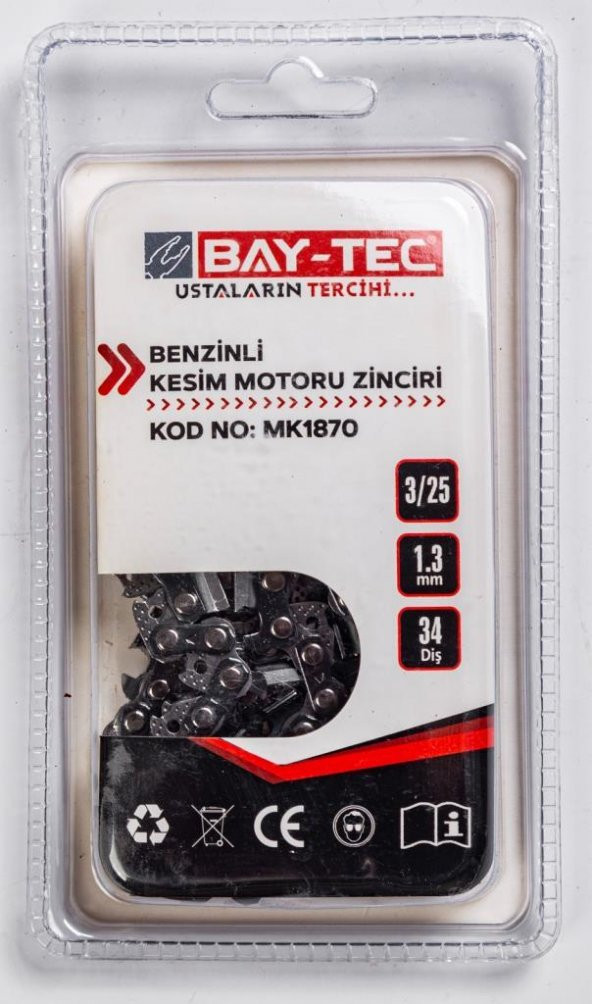 BAY-TEC
USTALARIN TERCİHİ...
BENZİNLİ
KESİM MOTORU ZİNCİRİ
KOD NO: MK1870
3/25
1.3
mm
34
Diş
CE
i